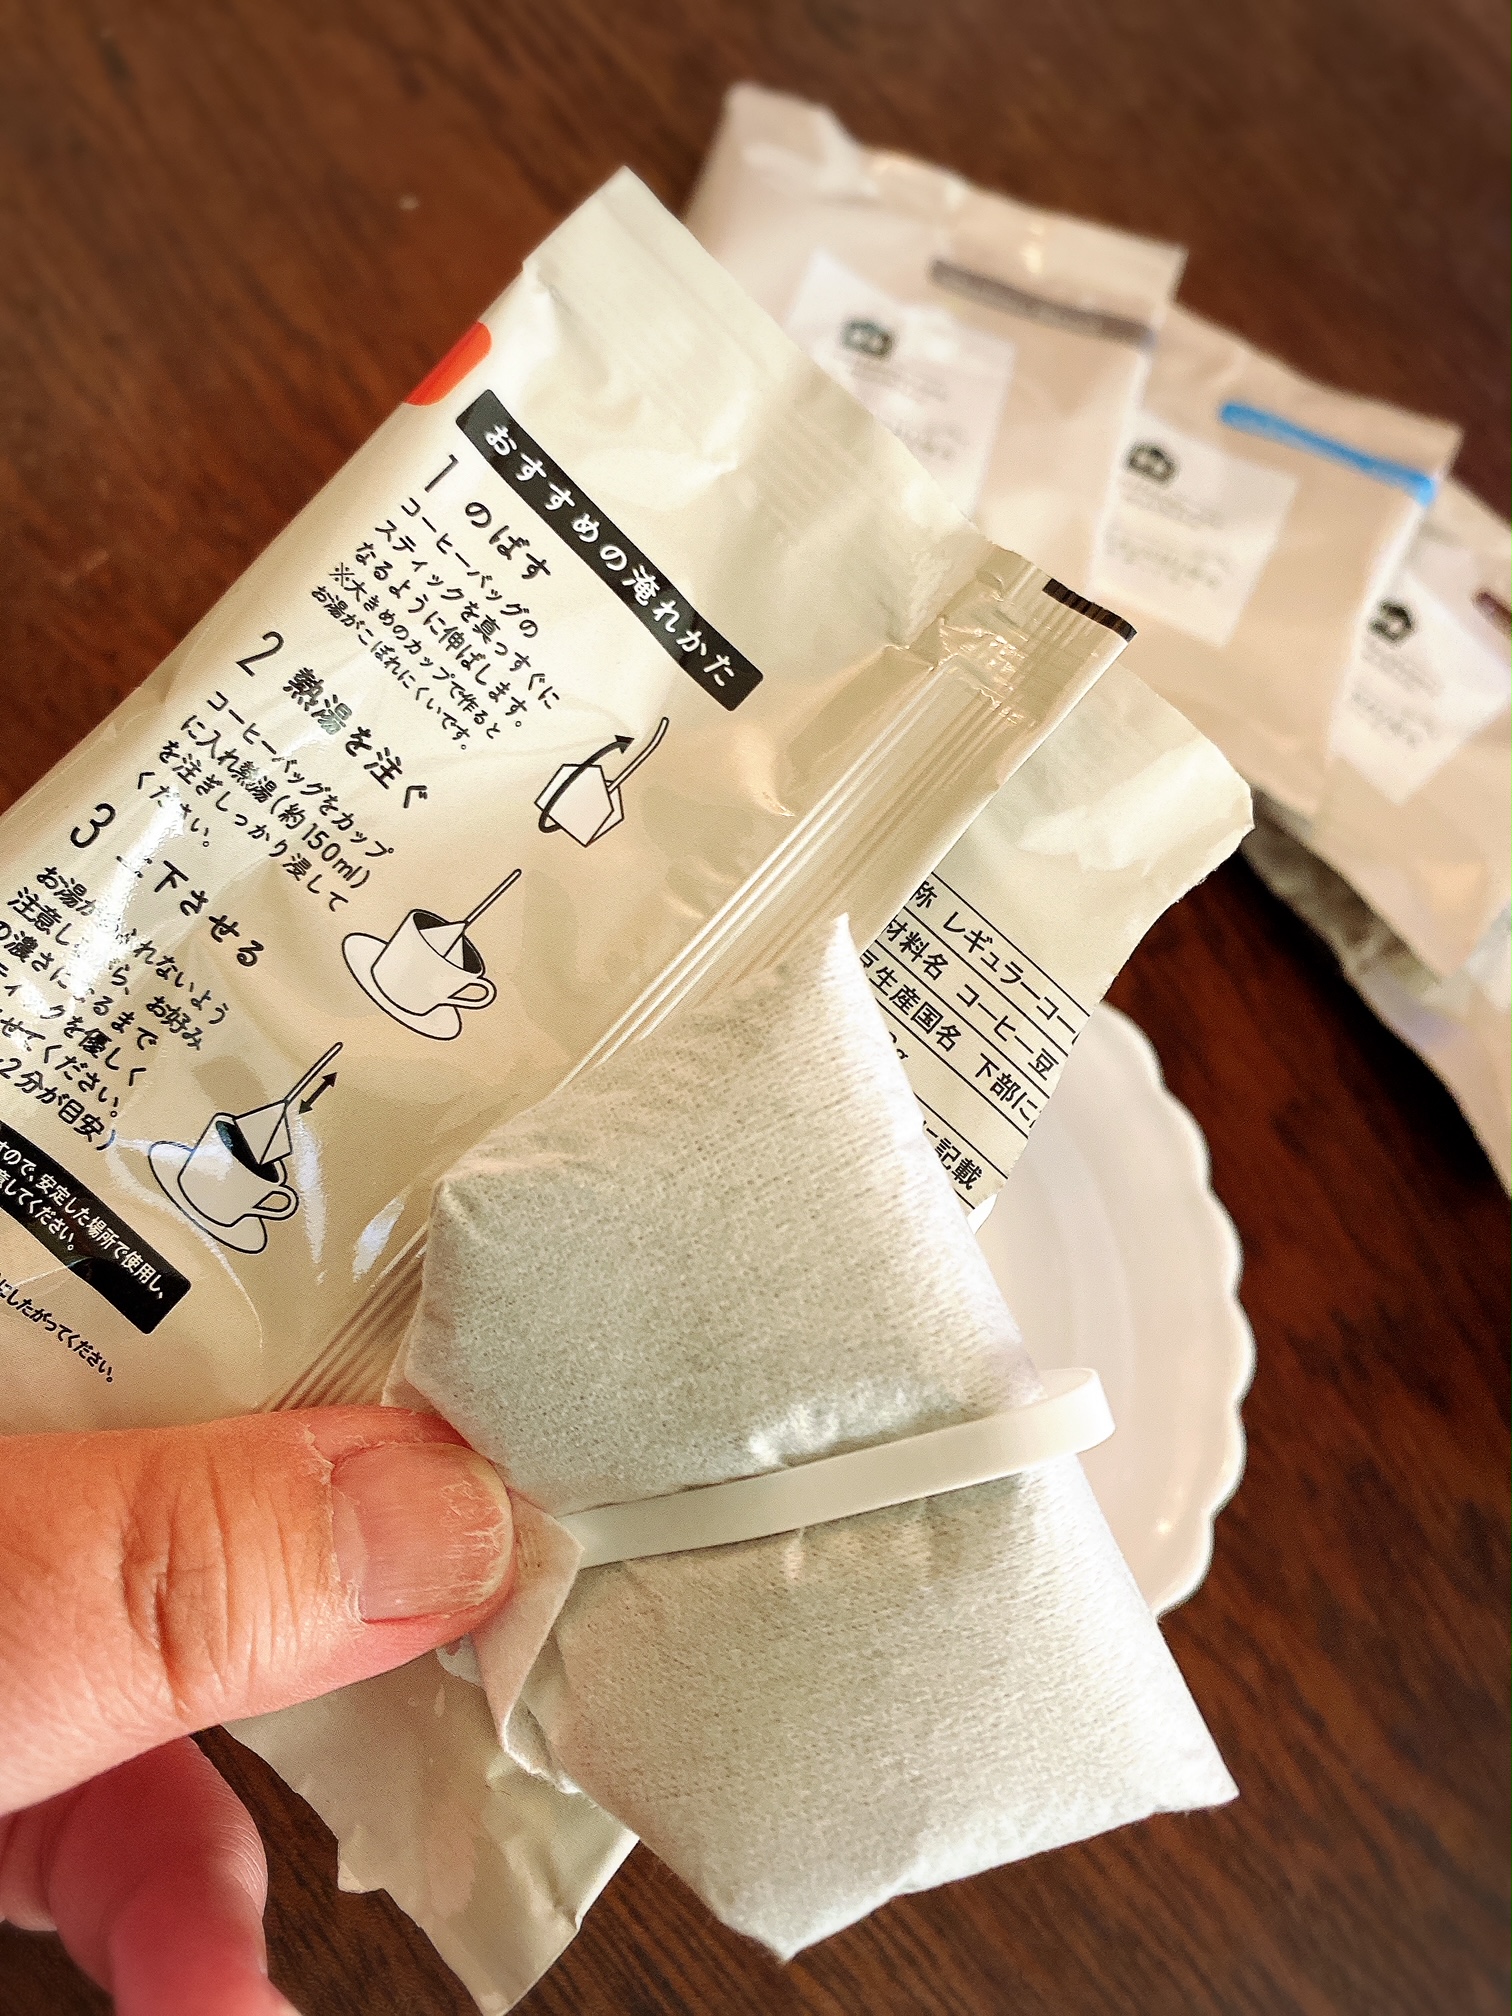 おすすめの淹れかた
1 のばす
コーヒーバッグの
スティックを真っすぐに
なるように伸ばします。
※大きめのカップで作ると
お湯がこぼれにくいです。
2 熱湯を注ぐ
コーヒーバッグをカップ
に入れ熱湯(約150ml)
を注ぎしっかり浸して
ください。
3 下させる
お湯が れないよう
注意し ら、お好み
の濃さに るまで
ィックを優しく
せてください。
2分が目安)
すので、安定した場所で使用し、
意してください。
にしたがってください。
称 レギュラーコー
材料名 コーヒー豆
豆生産国名 下部に
g
に記載